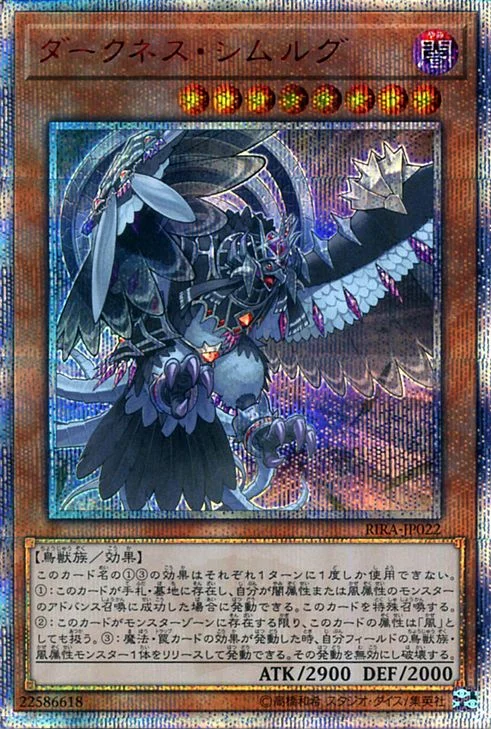 ダークネス・シムルグ
闇
RIRA-JP022
【鳥獣族/効果】
このカード名の①③の効果はそれぞれ1ターンに1度しか使用できない。
①:このカードが手札・墓地に存在し、自分が闇属性または風属性のモンスター
のアドバンス召喚に成功した場合に発動できる。このカードを特殊召喚する。
②:このカードがモンスターゾーンに存在する限り、このカードの属性は「風」と
しても扱う。③:魔法・罠カードの効果が発動した時、自分フィールドの鳥獣族・
風属性モンスター1体をリリースして発動できる。その発動を無効にし破壊する。
ATK/2900 DEF/2000
22586618
©高橋和希 スタジオ・ダイス/集英社